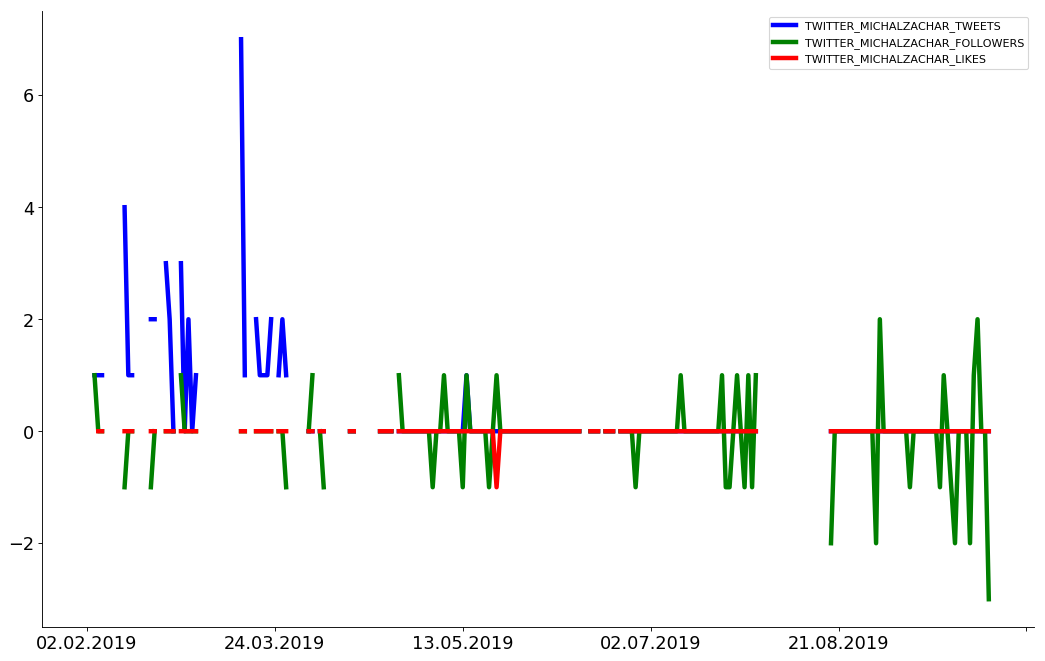 TWITTER_MICHALZACHAR_TWEETS
TWITTER_MICHALZACHAR_FOLLOWERS
TWITTER_MICHALZACHAR_LIKES
6
4
2
0
−2
02.02.2019 24.03.2019 13.05.2019 02.07.2019 21.08.2019